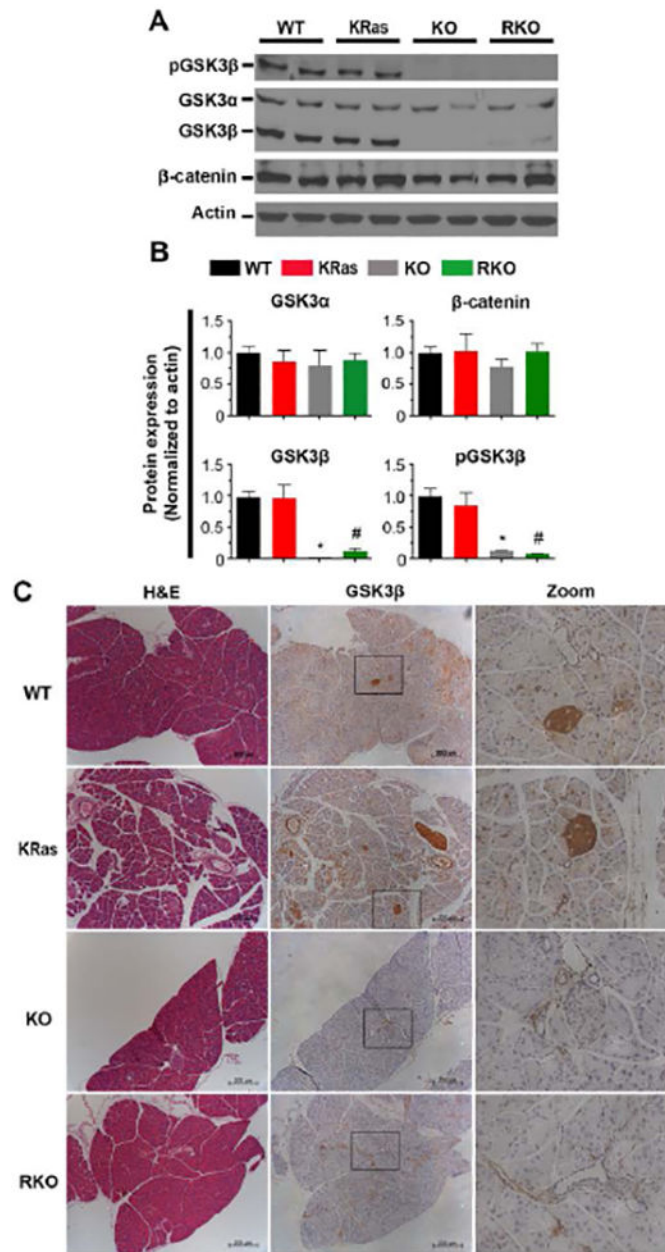 A
WT KRas KO RKO
pGSK3β
GSK3α
GSK3β
β-catenin
Actin
B
WT KRas KO RKO
GSK3α β-catenin
Protein expression
(Normalized to actin)
1.5 1.5
1.0 1.0
0.5 0.5
0 0
GSK3β pGSK3β
1.5 1.5
1.0 1.0
0.5 0.5
* # * #
0 0
C
H&E GSK3β Zoom
WT
KRas
KO
RKO